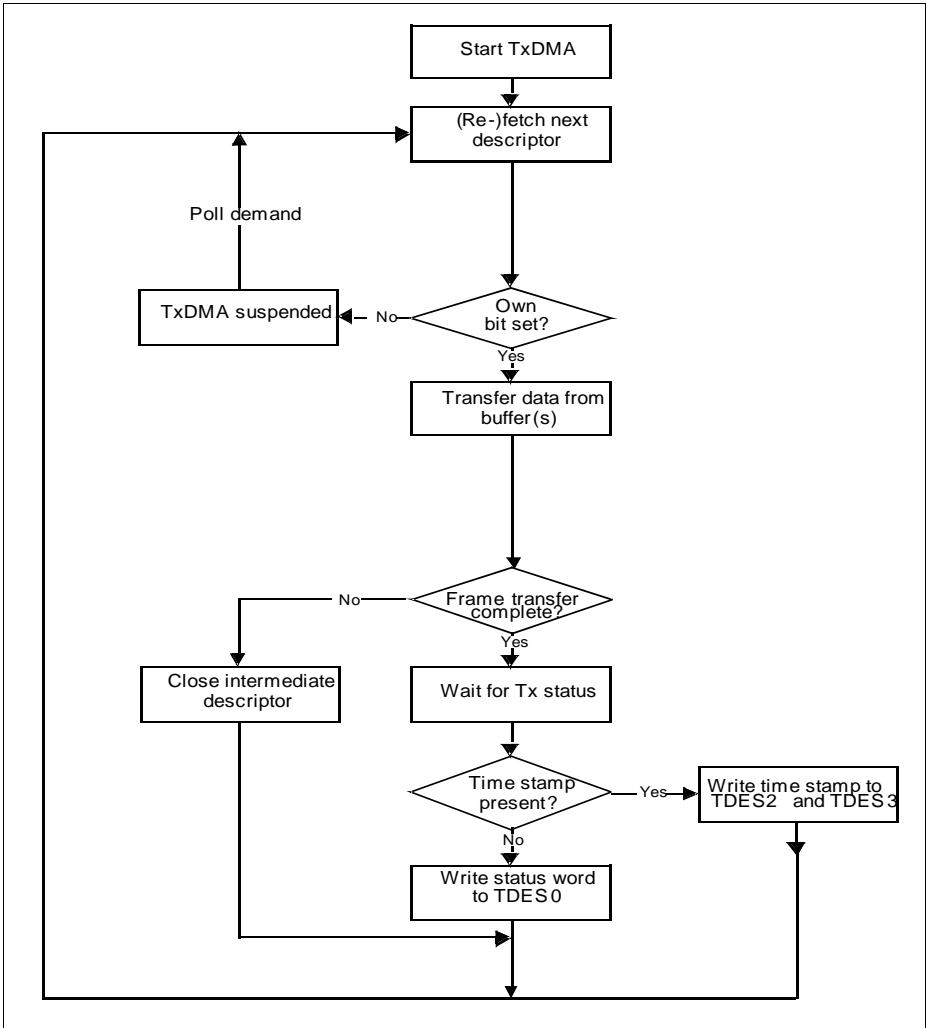 Start TxDMA
(Re-)fetch next
descriptor
Poll demand
TxDMA suspended
No
Own
bit set?
Yes
Transfer data from
buffer(s)
No
Frame transfer
complete?
Yes
Close intermediate
descriptor
Wait for Tx status
Time stamp
present?
Yes
Write time stamp to
TDES2 and TDES3
No
Write status word
to TDES0